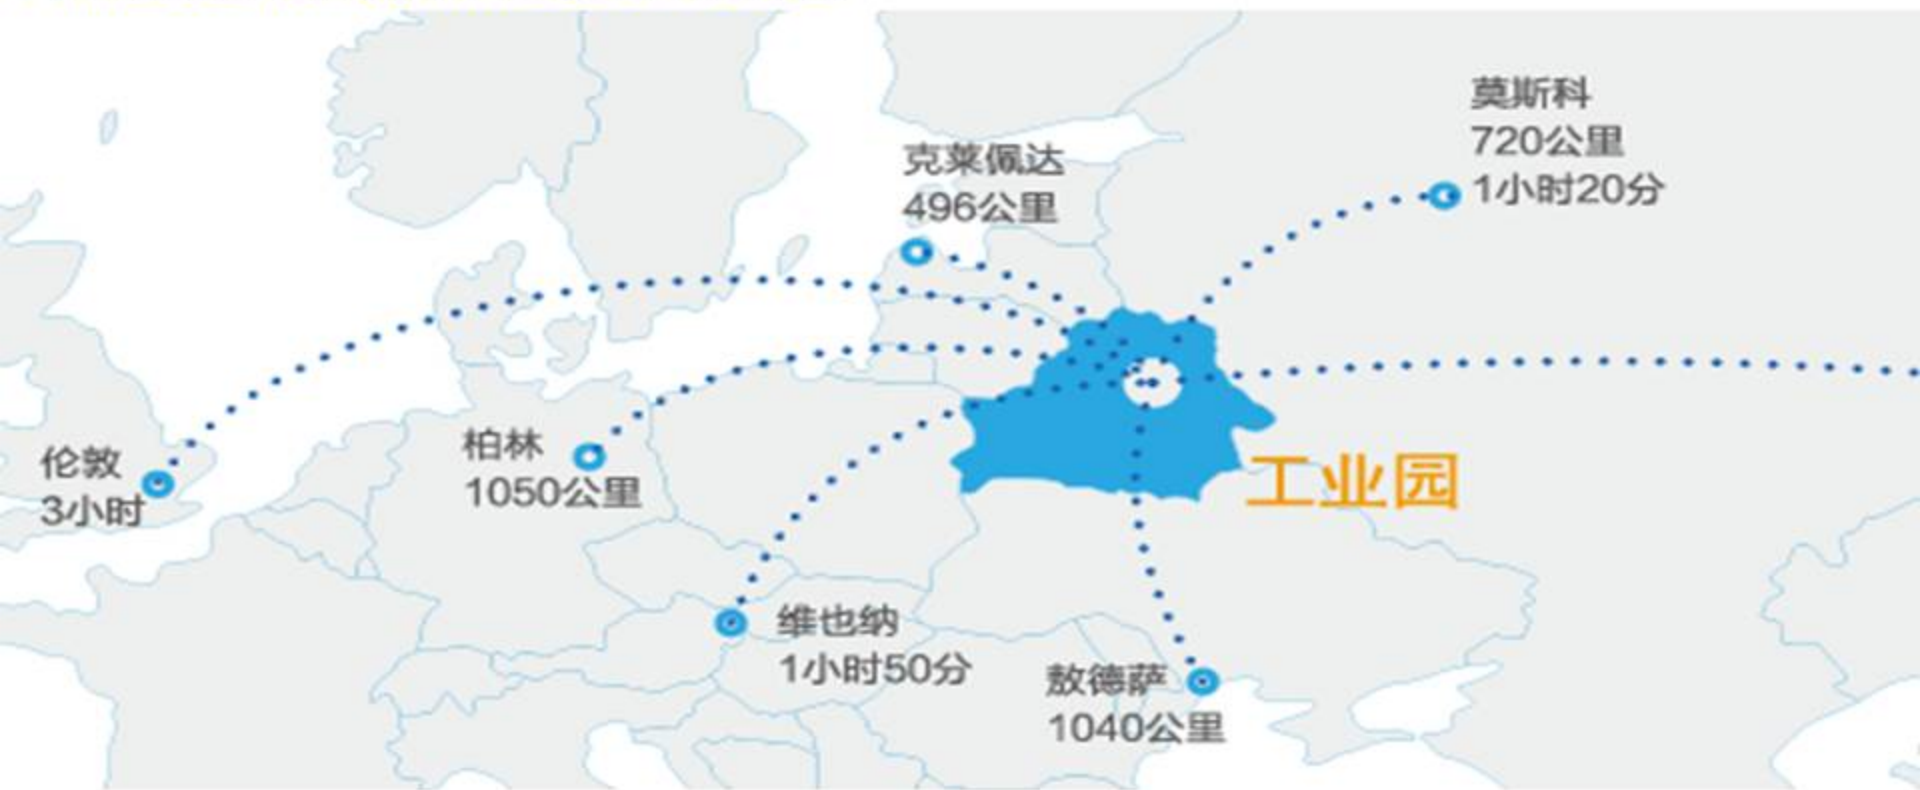 莫斯科
720公里
1小时20分
克莱佩达
496公里
伦敦
3小时
柏林
1050公里
工业园
维也纳
1小时50分
敖德萨
1040公里